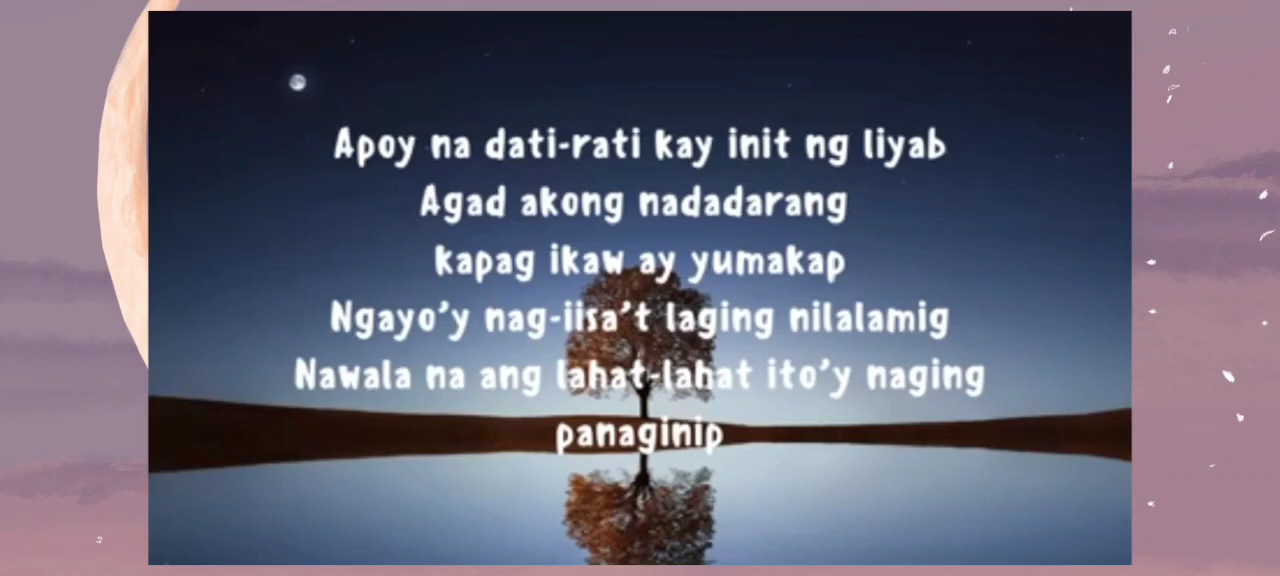 Apoy na dati-rati kay init ng liyab
Agad akong nadadarang
kapag ikaw ay yumakap
Ngayo'y nag-iisa't laging nilalamig
Nawala na ang lahat-lahat ito'y naging
panaginip